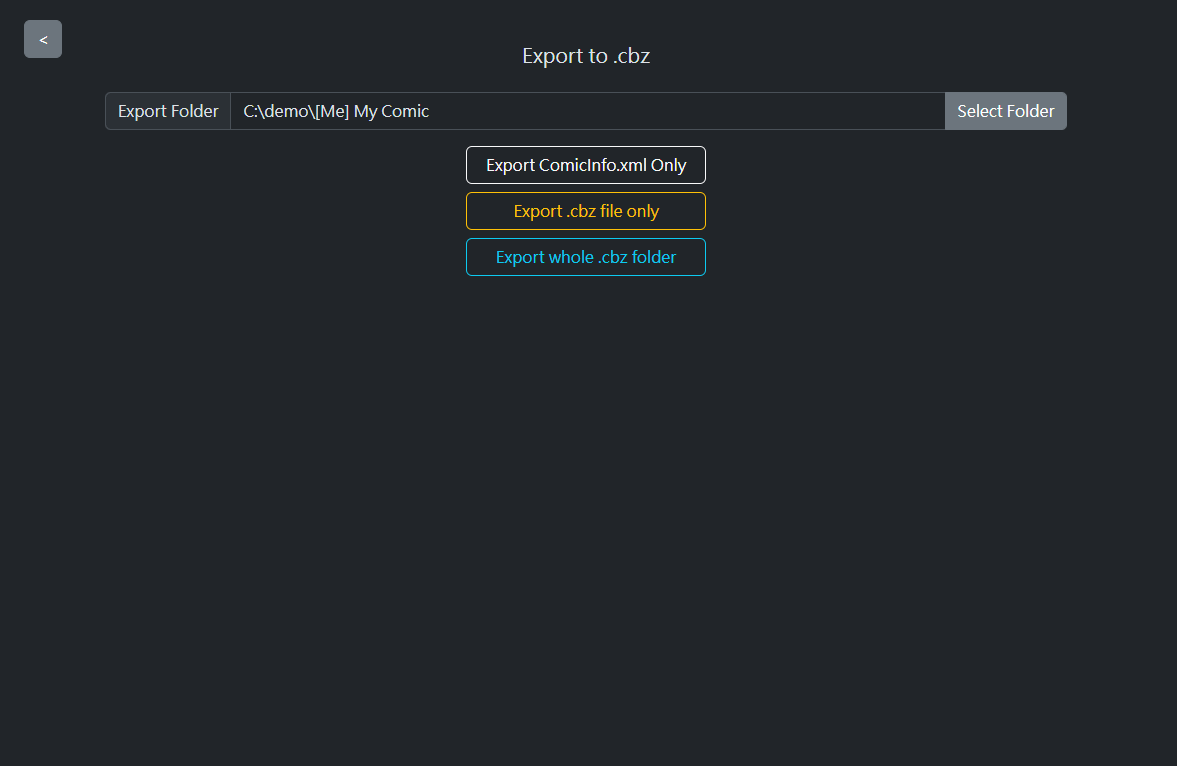 <
Export to .cbz
Export Folder C:\demo\[Me] My Comic Select Folder
Export ComicInfo.xml Only
Export .cbz file only
Export whole .cbz folder